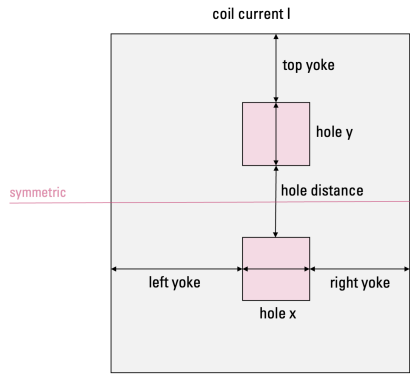 coil current I
top yoke
hole y
hole distance
symmetric
left yoke
right yoke
hole x